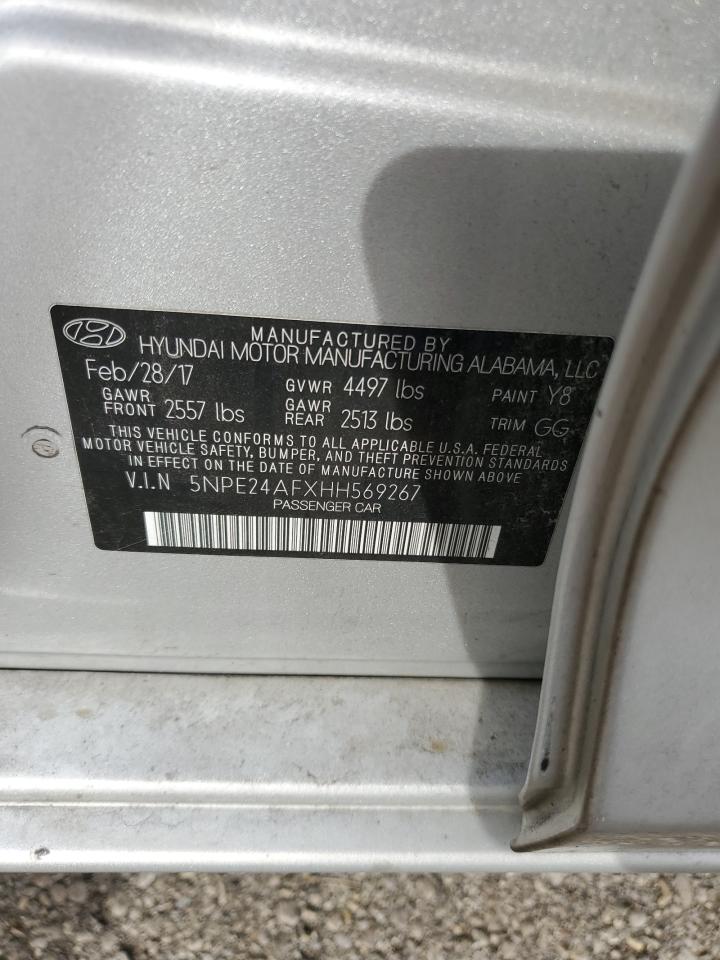 MANUFACTURED BY
HYUNDAI MOTOR MANUFACTURING ALABAMA, LLC
Feb/28/17 GVWR 4497 lbs PAINT Y8
GAWR FRONT 2557 lbs GAWR REAR 2513 lbs TRIM GG
THIS VEHICLE CONFORMS TO ALL APPLICABLE U.S.A. FEDERAL
MOTOR VEHICLE SAFETY, BUMPER, AND THEFT PREVENTION STANDARDS
IN EFFECT ON THE DATE OF MANUFACTURE SHOWN ABOVE
V.I.N 5NPE24AFXHH569267
PASSENGER CAR